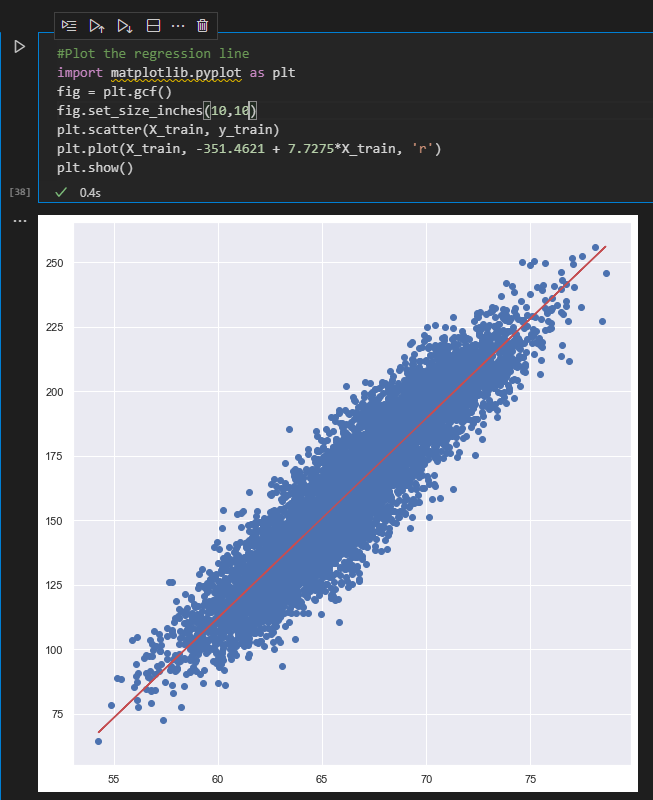 #Plot the regression line
import matplotlib.pyplot as plt
fig = plt.gcf()
fig.set_size_inches(10,10)
plt.scatter(X_train, y_train)
plt.plot(X_train, -351.4621 + 7.7275*X_train, 'r')
plt.show()
[38]
0.4s
250
225
200
175
150
125
100
75
55 60 65 70 75